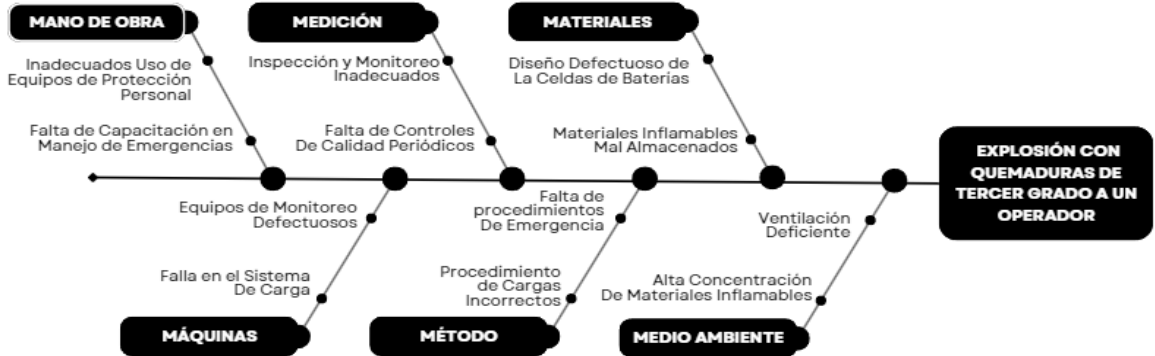 MANO DE OBRA
Inadecuados Uso de
Equipos de Protección
Personal
Falta de Capacitación en
Manejo de Emergencias
MEDICIÓN
Inspección y Monitoreo
Inadecuados
Falta de Controles
De Calidad Periódicos
MATERIALES
Diseño Defectuoso de
La Celdas de Baterías
Materiales Inflamables
Mal Almacenados
EXPLOSIÓN CON
QUEMADURAS DE
TERCER GRADO A UN
OPERADOR
Equipos de Monitoreo
Defectuosos
Falla en el Sistema
De Carga
MÁQUINAS
Falta de
procedimientos
De Emergencia
Procedimiento
de Cargas
Incorrectos
MÉTODO
Ventilación
Deficiente
Alta Concentración
De Materiales Inflamables
MEDIO AMBIENTE